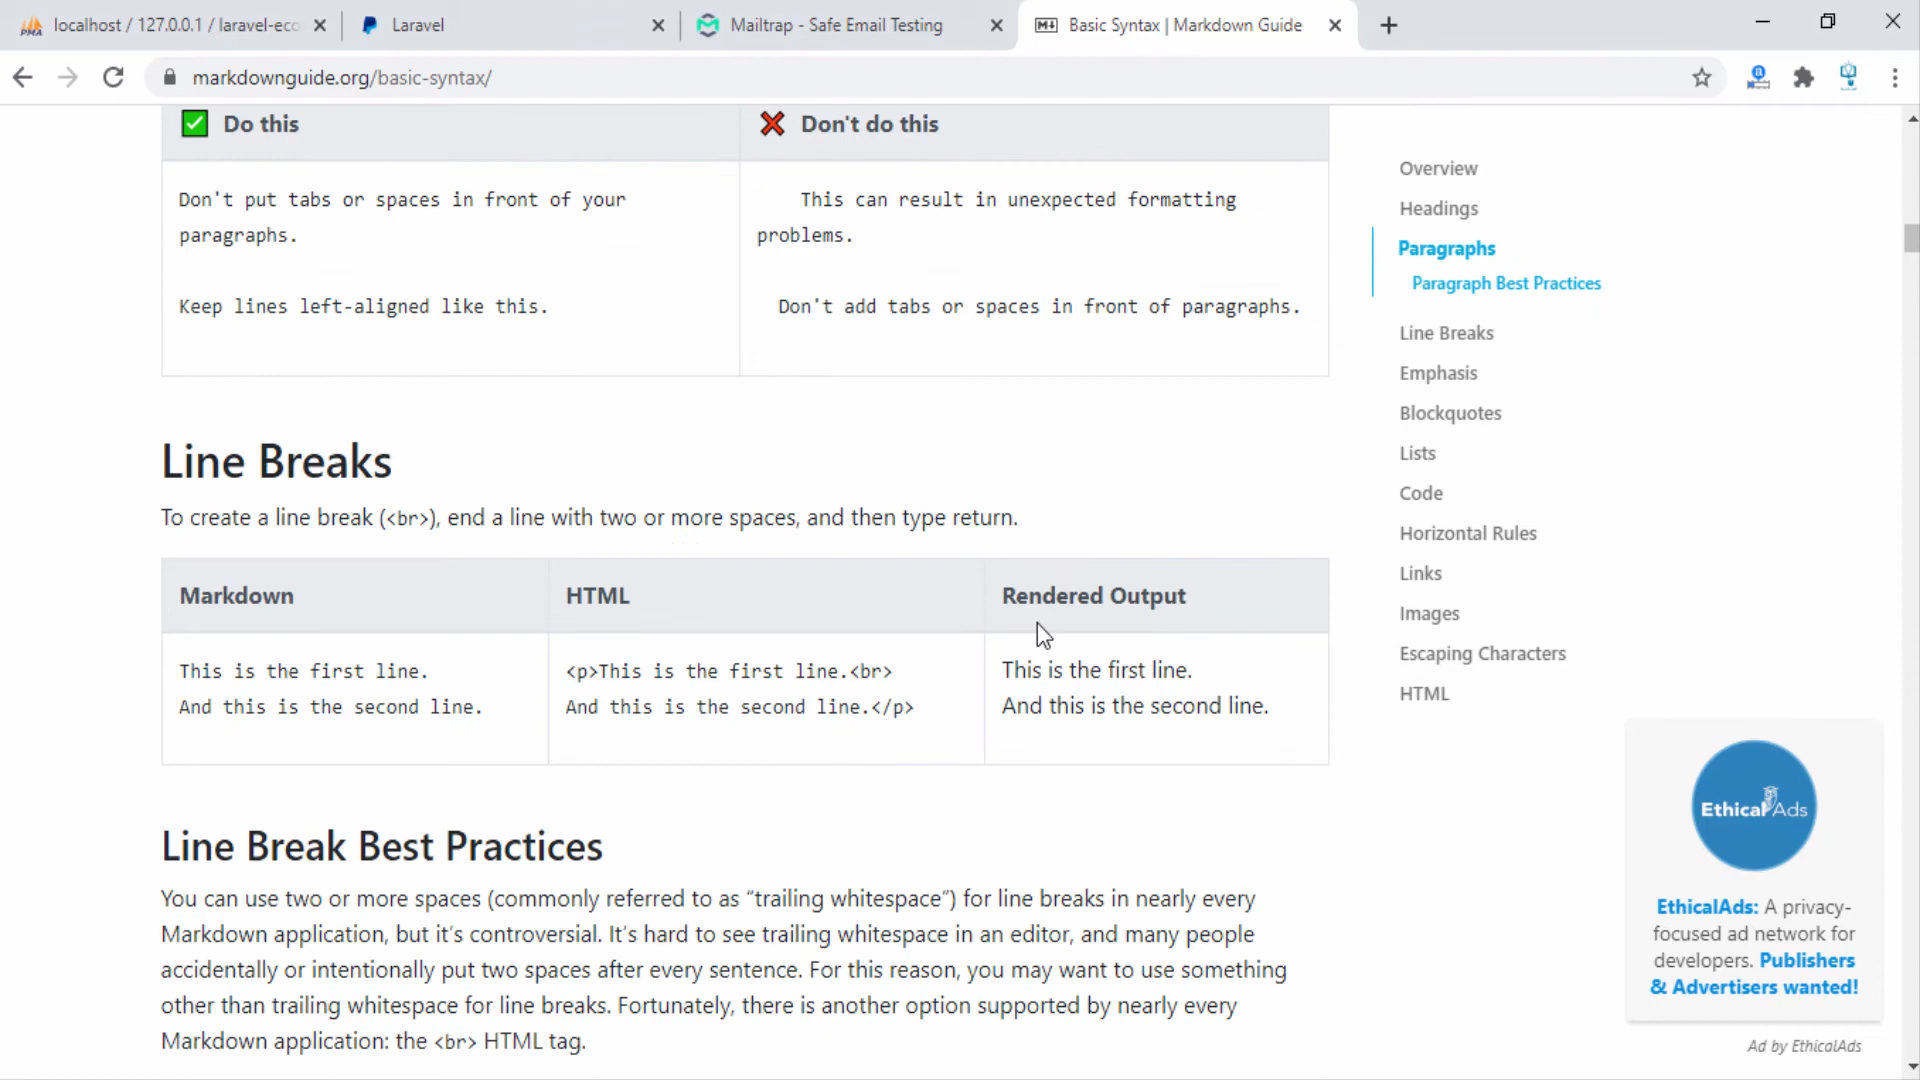 localhost / 127.0.0.1 / laravel-eco
Laravel
Mailtrap - Safe Email Testing
Basic Syntax | Markdown Guide
markdownguide.org/basic-syntax/
Do this
Don't do this
Don't put tabs or spaces in front of your
paragraphs.
Keep lines left-aligned like this.
This can result in unexpected formatting
problems.
Don't add tabs or spaces in front of paragraphs.
Line Breaks
To create a line break (<br>), end a line with two or more spaces, and then type return.
Markdown
HTML
Rendered Output
This is the first line.
And this is the second line.
<p>This is the first line.<br>
And this is the second line.</p>
This is the first line.
And this is the second line.
Line Break Best Practices
You can use two or more spaces (commonly referred to as “trailing whitespace”) for line breaks in nearly every
Markdown application, but it’s controversial. It’s hard to see trailing whitespace in an editor, and many people
accidentally or intentionally put two spaces after every sentence. For this reason, you may want to use something
other than trailing whitespace for line breaks. Fortunately, there is another option supported by nearly every
Markdown application: the <br> HTML tag.
Overview
Headings
Paragraphs
Paragraph Best Practices
Line Breaks
Emphasis
Blockquotes
Lists
Code
Horizontal Rules
Links
Images
Escaping Characters
HTML
EthicalAds
EthicalAds: A privacy-
focused ad network for
developers. Publishers
& Advertisers wanted!
Ad by EthicalAds